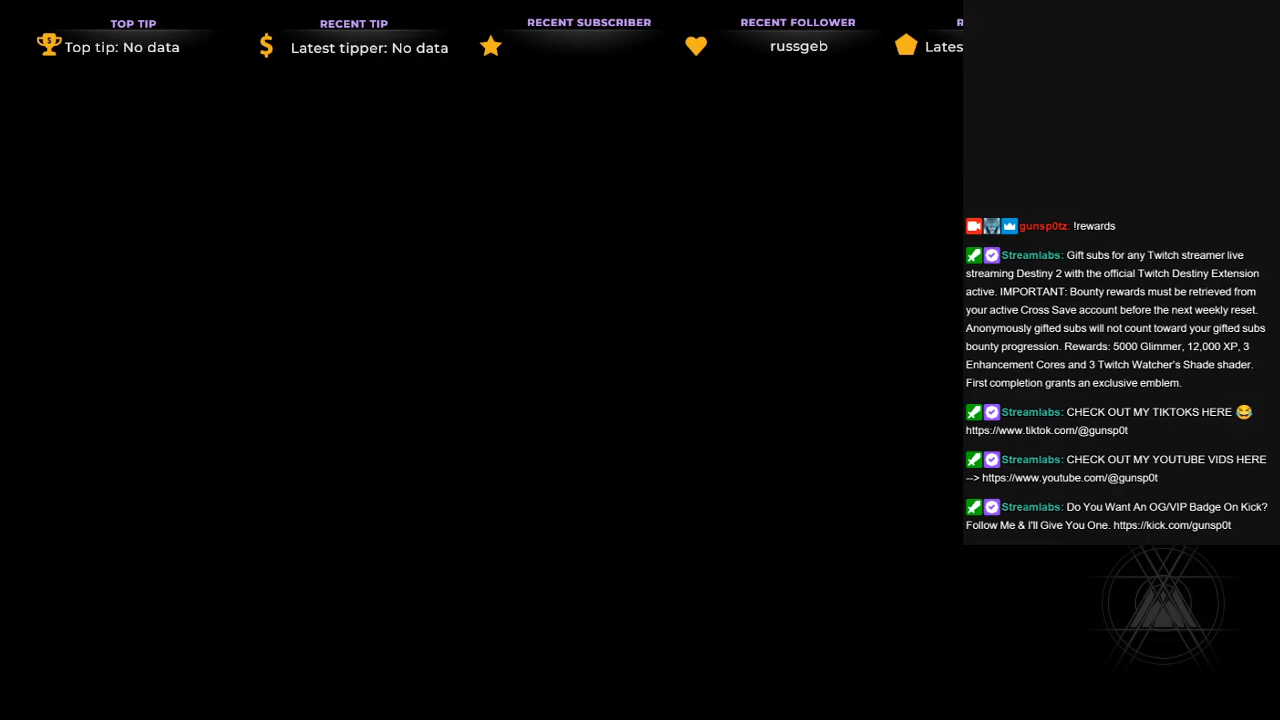 TOP TIP
Top tip: No data
RECENT TIP
Latest tipper: No data
RECENT SUBSCRIBER
RECENT FOLLOWER
russgeb
R
Lates
gunsp0tz: !rewards
Streamlabs: Gift subs for any Twitch streamer live
streaming Destiny 2 with the official Twitch Destiny Extension
active. IMPORTANT: Bounty rewards must be retrieved from
your active Cross Save account before the next weekly reset.
Anonymously gifted subs will not count toward your gifted subs
bounty progression. Rewards: 5000 Glimmer, 12,000 XP, 3
Enhancement Cores and 3 Twitch Watcher's Shade shader.
First completion grants an exclusive emblem.
Streamlabs: CHECK OUT MY TIKTOKS HERE 😂
https://www.tiktok.com/@gunsp0t
Streamlabs: CHECK OUT MY YOUTUBE VIDS HERE
--> https://www.youtube.com/@gunsp0t
Streamlabs: Do You Want An OG/VIP Badge On Kick?
Follow Me & I'll Give You One. https://kick.com/gunsp0t